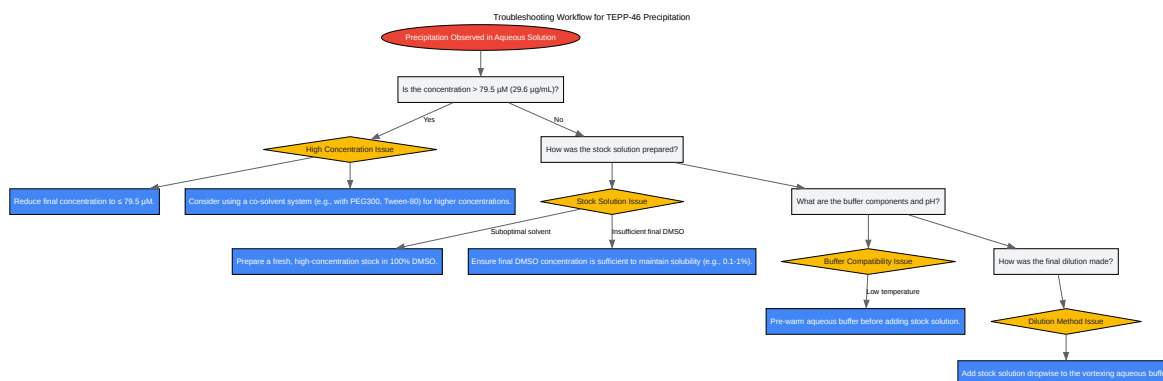 Troubleshooting Workflow for TEPP-46 Precipitation
Precipitation Observed in Aqueous Solution
Is the concentration > 79.5 µM (29.6 µg/mL)?
Yes
No
High Concentration Issue
How was the stock solution prepared?
Reduce final concentration to ≤ 79.5 µM.
Consider using a co-solvent system (e.g., with PEG300, Tween-80) for higher concentrations.
Stock Solution Issue
What are the buffer components and pH?
Suboptimal solvent
Insufficient final DMSO
Prepare a fresh, high-concentration stock in 100% DMSO.
Ensure final DMSO concentration is sufficient to maintain solubility (e.g., 0.1-1%).
Buffer Compatibility Issue
How was the final dilution made?
Low temperature
Pre-warm aqueous buffer before adding stock solution.
Dilution Method Issue
Add stock solution dropwise to the vortexing aqueous